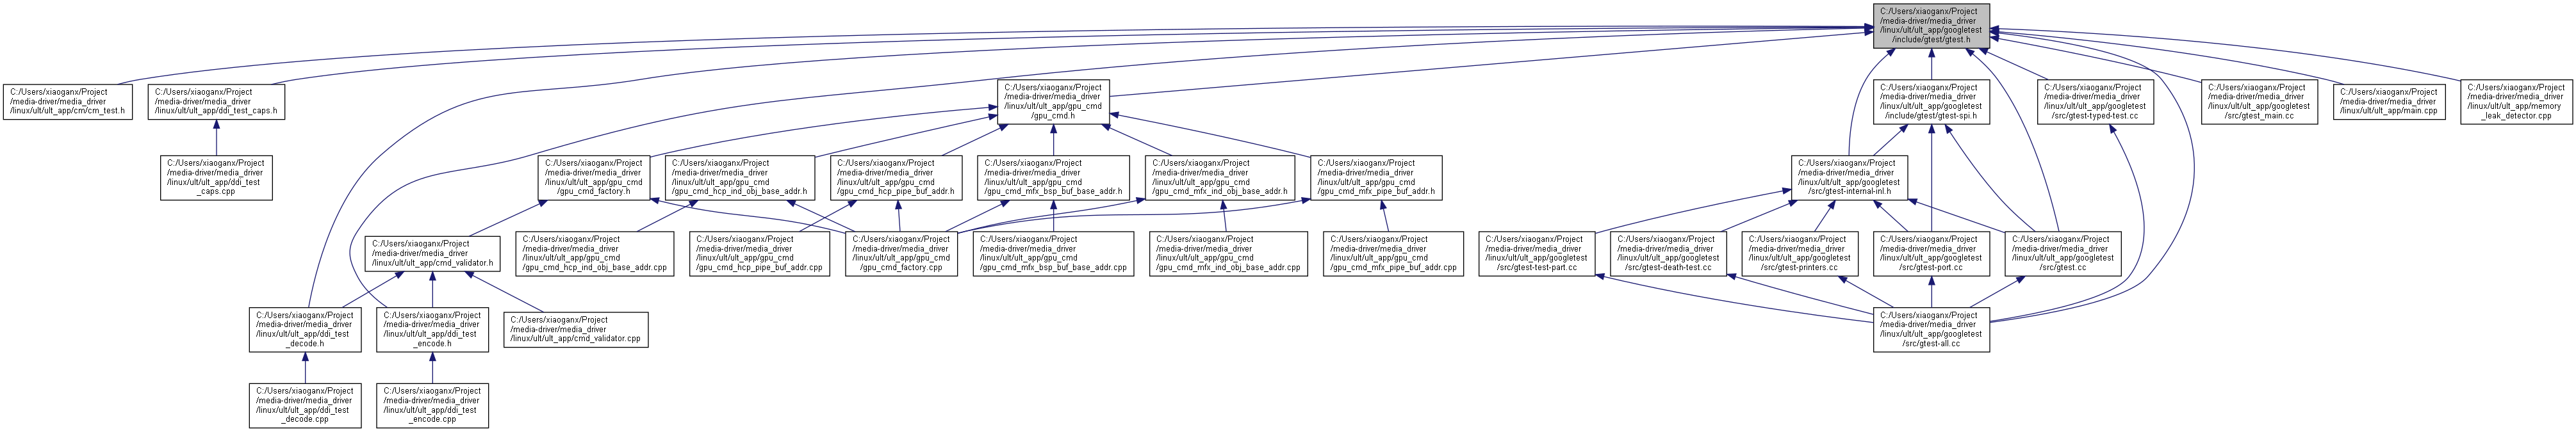 C:/Users/xiaoganx/Project
/media-driver/media_driver
/linux/ult/ult_app/googletest
/include/gtest/gtest.h
C:/Users/xiaoganx/Project
/media-driver/media_driver
/linux/ult/ult_app/cm/cm_test.h
C:/Users/xiaoganx/Project
/media-driver/media_driver
/linux/ult/ult_app/ddi_test_caps.h
C:/Users/xiaoganx/Project
/media-driver/media_driver
/linux/ult/ult_app/gpu_cmd
/gpu_cmd.h
C:/Users/xiaoganx/Project
/media-driver/media_driver
/linux/ult/ult_app/googletest
/include/gtest/gtest-spi.h
C:/Users/xiaoganx/Project
/media-driver/media_driver
/linux/ult/ult_app/googletest
/src/gtest-typed-test.cc
C:/Users/xiaoganx/Project
/media-driver/media_driver
/linux/ult/ult_app/googletest
/src/gtest_main.cc
C:/Users/xiaoganx/Project
/media-driver/media_driver
/linux/ult/ult_app/main.cpp
C:/Users/xiaoganx/Project
/media-driver/media_driver
/linux/ult/ult_app/memory
_leak_detector.cpp
C:/Users/xiaoganx/Project
/media-driver/media_driver
/linux/ult/ult_app/ddi_test
_caps.cpp
C:/Users/xiaoganx/Project
/media-driver/media_driver
/linux/ult/ult_app/gpu_cmd
/gpu_cmd_factory.h
C:/Users/xiaoganx/Project
/media-driver/media_driver
/linux/ult/ult_app/gpu_cmd
/gpu_cmd_hcp_ind_obj_base_addr.h
C:/Users/xiaoganx/Project
/media-driver/media_driver
/linux/ult/ult_app/gpu_cmd
/gpu_cmd_hcp_pipe_buf_addr.h
C:/Users/xiaoganx/Project
/media-driver/media_driver
/linux/ult/ult_app/gpu_cmd
/gpu_cmd_mfx_bsp_buf_base_addr.h
C:/Users/xiaoganx/Project
/media-driver/media_driver
/linux/ult/ult_app/gpu_cmd
/gpu_cmd_mfx_ind_obj_base_addr.h
C:/Users/xiaoganx/Project
/media-driver/media_driver
/linux/ult/ult_app/gpu_cmd
/gpu_cmd_mfx_pipe_buf_addr.h
C:/Users/xiaoganx/Project
/media-driver/media_driver
/linux/ult/ult_app/googletest
/src/gtest-internal-inl.h
C:/Users/xiaoganx/Project
/media-driver/media_driver
/linux/ult/ult_app/cmd_validator.h
C:/Users/xiaoganx/Project
/media-driver/media_driver
/linux/ult/ult_app/gpu_cmd
/gpu_cmd_hcp_ind_obj_base_addr.cpp
C:/Users/xiaoganx/Project
/media-driver/media_driver
/linux/ult/ult_app/gpu_cmd
/gpu_cmd_hcp_pipe_buf_addr.cpp
C:/Users/xiaoganx/Project
/media-driver/media_driver
/linux/ult/ult_app/gpu_cmd
/gpu_cmd_factory.cpp
C:/Users/xiaoganx/Project
/media-driver/media_driver
/linux/ult/ult_app/gpu_cmd
/gpu_cmd_mfx_bsp_buf_base_addr.cpp
C:/Users/xiaoganx/Project
/media-driver/media_driver
/linux/ult/ult_app/gpu_cmd
/gpu_cmd_mfx_ind_obj_base_addr.cpp
C:/Users/xiaoganx/Project
/media-driver/media_driver
/linux/ult/ult_app/gpu_cmd
/gpu_cmd_mfx_pipe_buf_addr.cpp
C:/Users/xiaoganx/Project
/media-driver/media_driver
/linux/ult/ult_app/googletest
/src/gtest-test-part.cc
C:/Users/xiaoganx/Project
/media-driver/media_driver
/linux/ult/ult_app/googletest
/src/gtest-death-test.cc
C:/Users/xiaoganx/Project
/media-driver/media_driver
/linux/ult/ult_app/googletest
/src/gtest-printers.cc
C:/Users/xiaoganx/Project
/media-driver/media_driver
/linux/ult/ult_app/googletest
/src/gtest-port.cc
C:/Users/xiaoganx/Project
/media-driver/media_driver
/linux/ult/ult_app/googletest
/src/gtest.cc
C:/Users/xiaoganx/Project
/media-driver/media_driver
/linux/ult/ult_app/ddi_test
_decode.h
C:/Users/xiaoganx/Project
/media-driver/media_driver
/linux/ult/ult_app/ddi_test
_encode.h
C:/Users/xiaoganx/Project
/media-driver/media_driver
/linux/ult/ult_app/cmd_validator.cpp
C:/Users/xiaoganx/Project
/media-driver/media_driver
/linux/ult/ult_app/googletest
/src/gtest-all.cc
C:/Users/xiaoganx/Project
/media-driver/media_driver
/linux/ult/ult_app/ddi_test
_decode.cpp
C:/Users/xiaoganx/Project
/media-driver/media_driver
/linux/ult/ult_app/ddi_test
_encode.cpp